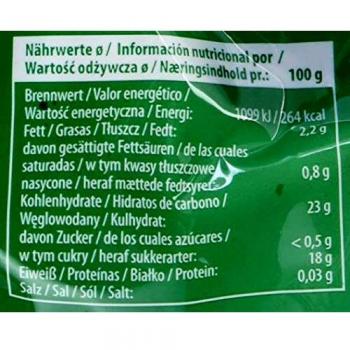 Nährwerte ø / Información nutricional por /
Wartość odżywcza ø / Næringsindhold pr.: 100 g
Brennwert / Valor energético /
Wartość energetyczna / Energi: 1099 kJ / 264 kcal
Fett / Grasas / Tłuszcz / Fedt: 2,2 g
davon gesättigte Fettsäuren / de las cuales
saturadas / w tym kwasy tłuszczowe 0,8 g
nasycone / heraf mættede fedtsyrer:
Kohlenhydrate / Hidratos de carbono / 23 g
Węglowodany / Kulhydrat:
davon Zucker / de los cuales azúcares / < 0,5 g
w tym cukry / heraf sukkerarter: 18 g
Eiweiß / Proteínas / Białko / Protein: 0,03 g
Salz / Sal / Sól / Salt: